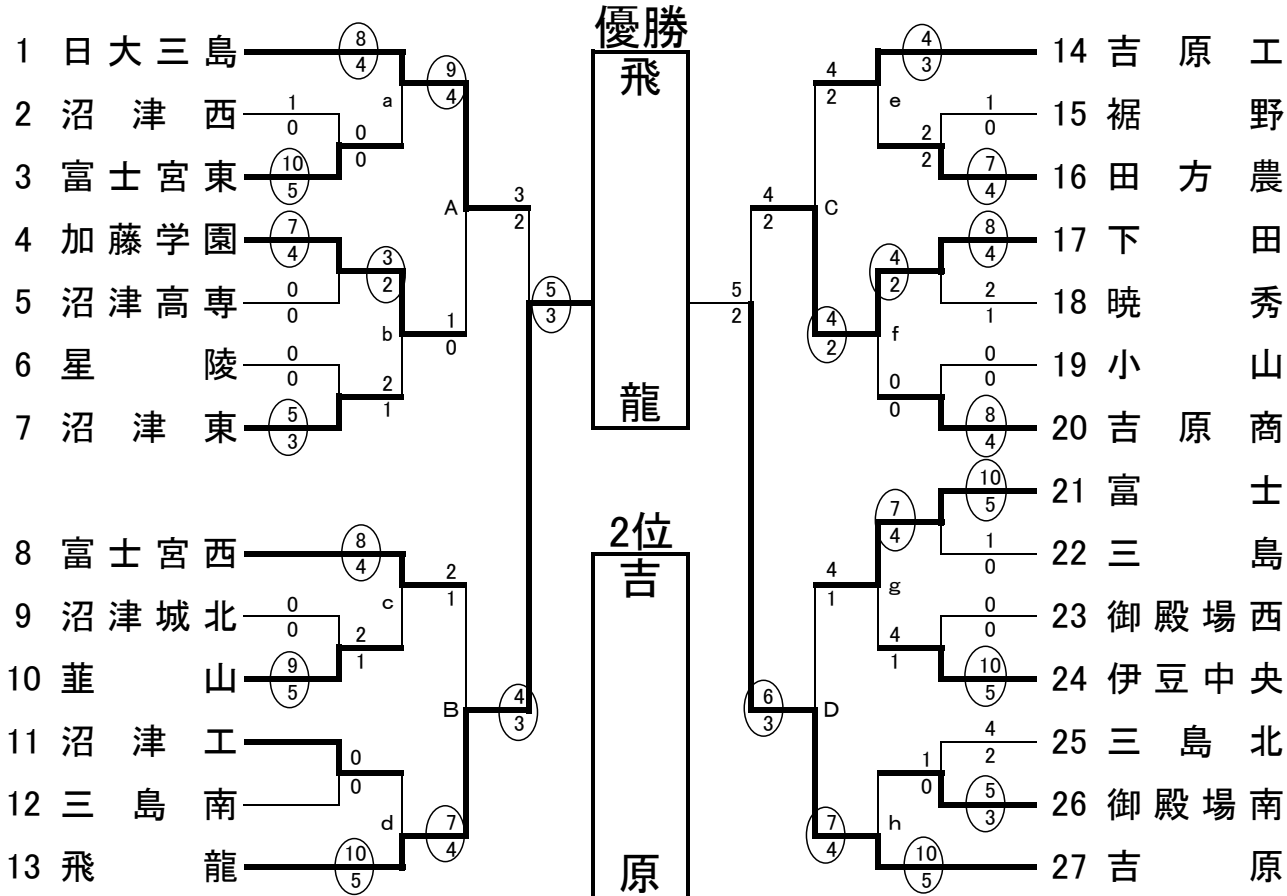 優勝
飛龍
2位
吉原
1 日大三島 8 4
9 4
a
2 沼津西 1 0
0 0
3 富士宮東 10 5
A
3 2
4 加藤学園 7 4
3 2
5 沼津高専 0 0
b
1 0
6 星陵 0 0
2 1
7 沼津東 5 3
5 3
8 富士宮西 8 4
2 1
c
9 沼津城北 0 0
2 1
10 韮山 9 5
B
4 3
11 沼津工
0 0
12 三島南
d
7 4
13 飛龍 10 5
4 3 14 吉原工
4 2
e
1 0 15 裾野
2 2
7 4 16 田方農
4 2
C
8 4 17 下田
4 2
2 1 18 暁秀
4 2
f
0 0 19 小山
0 0
8 4 20 吉原商
5 2
10 5 21 富士
7 4
1 0 22 三島
4 1
g
0 0 23 御殿場西
4 1
10 5 24 伊豆中央
6 3
D
4 2 25 三島北
1 0
5 3 26 御殿場南
7 4
h
10 5 27 吉原